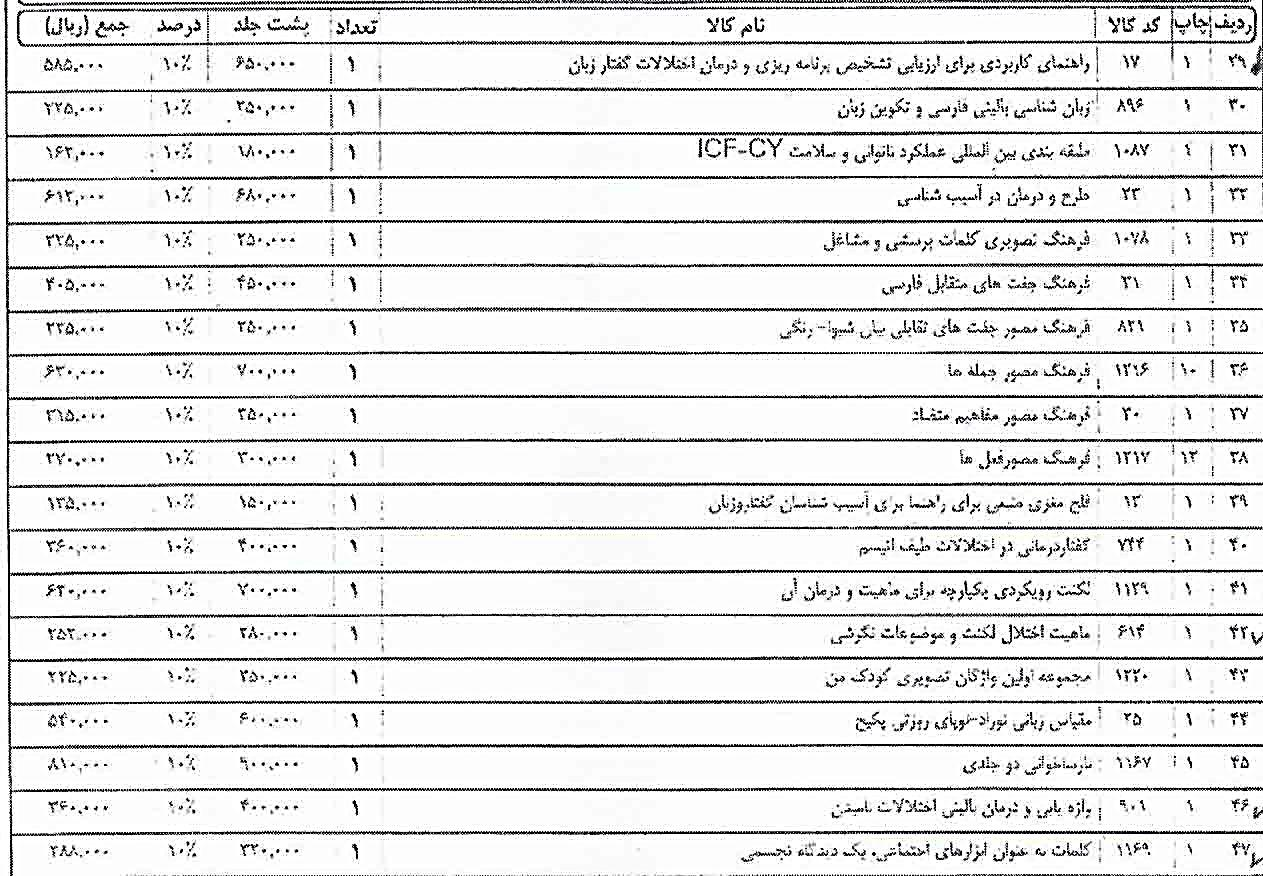 ردیف چاپ کد کالا نام کالا تعداد پشت جلد درصد جمع (ریال)
۲۹ ۱ ۱۷ راهنمای کاربردی برای ارزیابی تشخیص برنامه ریزی و درمان اختلالات گفتار زبان ۱ ۶۵۰,۰۰۰ ۱۰٪ ۵۸۵,۰۰۰
۳۰ ۱ ۸۹۶ زبان شناسی بالینی فارسی و تکوین زبان ۱ ۲۵۰,۰۰۰ ۱۰٪ ۲۲۵,۰۰۰
۳۱ ۱ ۱۰۸۷ طبقه بندی بین المللی عملکرد ناتوانی و سلامت ICF-CY ۱ ۱۸۰,۰۰۰ ۱۰٪ ۱۶۲,۰۰۰
۳۲ ۱ ۲۳ طرح و درمان در آسیب شناسی ۱ ۶۸۰,۰۰۰ ۱۰٪ ۶۱۲,۰۰۰
۳۳ ۱ ۱۰۷۸ فرهنگ تصویری کلمات پرسشی و مشاغل ۱ ۲۵۰,۰۰۰ ۱۰٪ ۲۲۵,۰۰۰
۳۴ ۱ ۳۱ فرهنگ جفت های متقابل فارسی ۱ ۴۵۰,۰۰۰ ۱۰٪ ۴۰۵,۰۰۰
۳۵ ۱ ۸۲۱ فرهنگ مصور جفت های تقابلی بیان شیوا- رنگی ۱ ۲۵۰,۰۰۰ ۱۰٪ ۲۲۵,۰۰۰
۳۶ ۱۰ ۱۲۱۶ فرهنگ مصور جمله ها ۱ ۷۰۰,۰۰۰ ۱۰٪ ۶۳۰,۰۰۰
۳۷ ۱ ۳۰ فرهنگ مصور مفاهیم متضاد ۱ ۳۵۰,۰۰۰ ۱۰٪ ۳۱۵,۰۰۰
۳۸ ۱۲ ۱۲۱۷ فرهنگ مصورفعل ها ۱ ۳۰۰,۰۰۰ ۱۰٪ ۲۷۰,۰۰۰
۳۹ ۱ ۱۳ فلج مغزی منبعی برای راهنما برای آسیب شناسان گفتاروزبان ۱ ۱۵۰,۰۰۰ ۱۰٪ ۱۳۵,۰۰۰
۴۰ ۱ ۷۴۴ گفتاردرمانی در اختلالات طیف اتیسم ۱ ۴۰۰,۰۰۰ ۱۰٪ ۳۶۰,۰۰۰
۴۱ ۱ ۱۱۲۹ لکنت رویکردی یکپارچه برای ماهیت و درمان آن ۱ ۷۰۰,۰۰۰ ۱۰٪ ۶۳۰,۰۰۰
۴۲ ۱ ۶۱۴ ماهیت اختلال لکنت و موضوعات نگرشی ۱ ۲۸۰,۰۰۰ ۱۰٪ ۲۵۲,۰۰۰
۴۳ ۱ ۱۲۲۰ مجموعه اولین واژگان تصویری کودک من ۱ ۲۵۰,۰۰۰ ۱۰٪ ۲۲۵,۰۰۰
۴۴ ۱ ۲۵ مقیاس زبانی نوزاد-نوپای روزتی پکیج ۱ ۶۰۰,۰۰۰ ۱۰٪ ۵۴۰,۰۰۰
۴۵ ۱ ۱۱۶۷ نارساخوانی دو جلدی ۱ ۹۰۰,۰۰۰ ۱۰٪ ۸۱۰,۰۰۰
۴۶ ۱ ۹۰۱ واژه یابی و درمان بالینی اختلالات نامیدن ۱ ۴۰۰,۰۰۰ ۱۰٪ ۳۶۰,۰۰۰
۴۷ ۱ ۱۱۶۹ کلمات به عنوان ابزارهای اجتماعی، یک دیدگاه تجسمی ۱ ۳۲۰,۰۰۰ ۱۰٪ ۲۸۸,۰۰۰